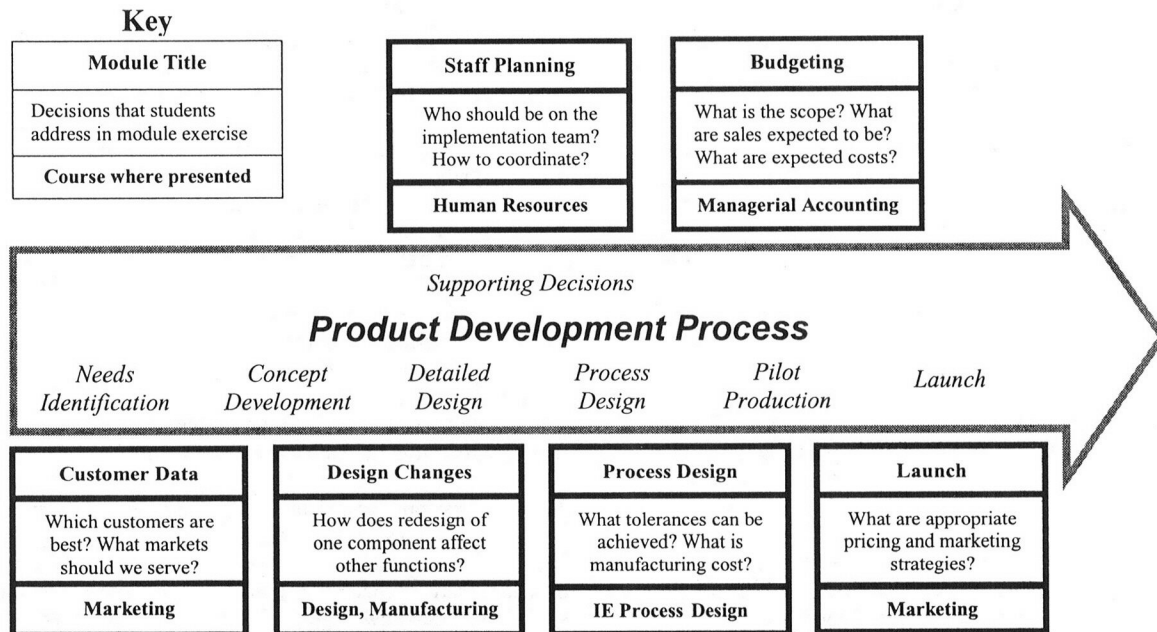 Key
Module Title
Decisions that students
address in module exercise
Course where presented
Staff Planning
Who should be on the
implementation team?
How to coordinate?
Human Resources
Budgeting
What is the scope? What
are sales expected to be?
What are expected costs?
Managerial Accounting
Supporting Decisions
Product Development Process
Needs
Identification
Concept
Development
Detailed
Design
Process
Design
Pilot
Production
Launch
Customer Data
Which customers are
best? What markets
should we serve?
Marketing
Design Changes
How does redesign of
one component affect
other functions?
Design, Manufacturing
Process Design
What tolerances can be
achieved? What is
manufacturing cost?
IE Process Design
Launch
What are appropriate
pricing and marketing
strategies?
Marketing